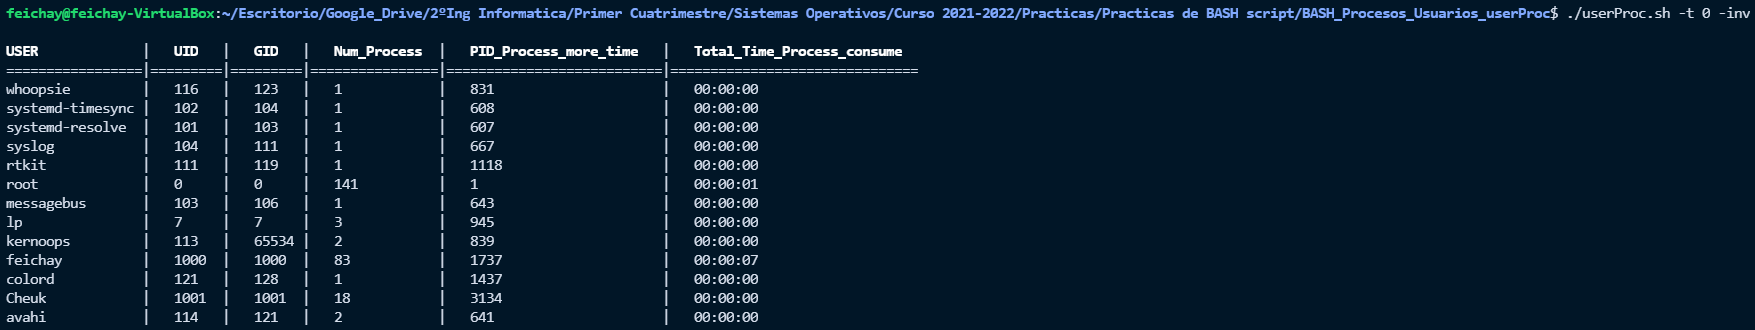 feichay@feichay-VirtualBox:~/Escritorio/Google_Drive/2ºIng Informatica/Primer Cuatrimestre/Sistemas Operativos/Curso 2021-2022/Practicas/Practicas de BASH script/BASH_Procesos_Usuarios_userProc$ ./userProc.sh -t 0 -inv
USER             |   UID   |   GID   |   Num_Process  |   PID_Process_more_time   |   Total_Time_Process_consume
=================|=========|=========|================|===========================|===============================
whoopsie         |   116   |   123   |   1            |   831                     |   00:00:00
systemd-timesync |   102   |   104   |   1            |   608                     |   00:00:00
systemd-resolve  |   101   |   103   |   1            |   607                     |   00:00:00
syslog           |   104   |   111   |   1            |   667                     |   00:00:00
rtkit            |   111   |   119   |   1            |   1118                    |   00:00:00
root             |   0     |   0     |   141          |   1                       |   00:00:01
messagebus       |   103   |   106   |   1            |   643                     |   00:00:00
lp               |   7     |   7     |   3            |   945                     |   00:00:00
kernoops         |   113   |   65534 |   2            |   839                     |   00:00:00
feichay          |   1000  |   1000  |   83           |   1737                    |   00:00:07
colord           |   121   |   128   |   1            |   1437                    |   00:00:00
Cheuk            |   1001  |   1001  |   18           |   3134                    |   00:00:00
avahi            |   114   |   121   |   2            |   641                     |   00:00:00